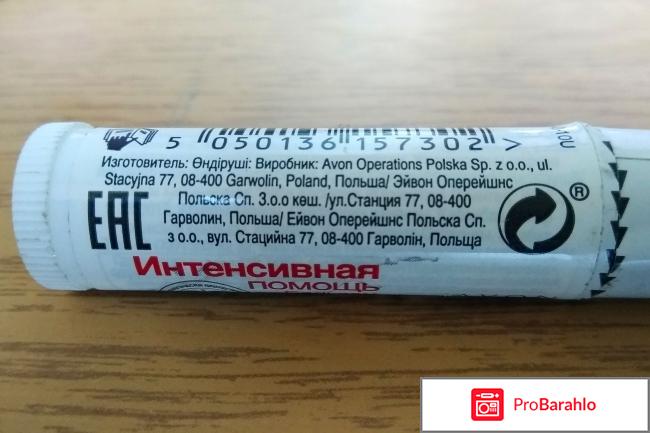 5 050136 157302 >
Изготовитель: Өндіруші: Виробник: Avon Operations Polska Sp. z o.o., ul.
Stacyjna 77, 08-400 Garwolin, Poland, Польша/ Эйвон Оперейшнс
Польска Сп. З.о.о көш. /ул.Станция 77, 08-400
Гарволин, Польша/ Ейвон Оперейшнс Польска Сп.
з о.о., вул. Стаційна 77, 08-400 Гарволін, Польща
EAC
®
Интенсивная
ПОМОЩЬ
ProBarahlo